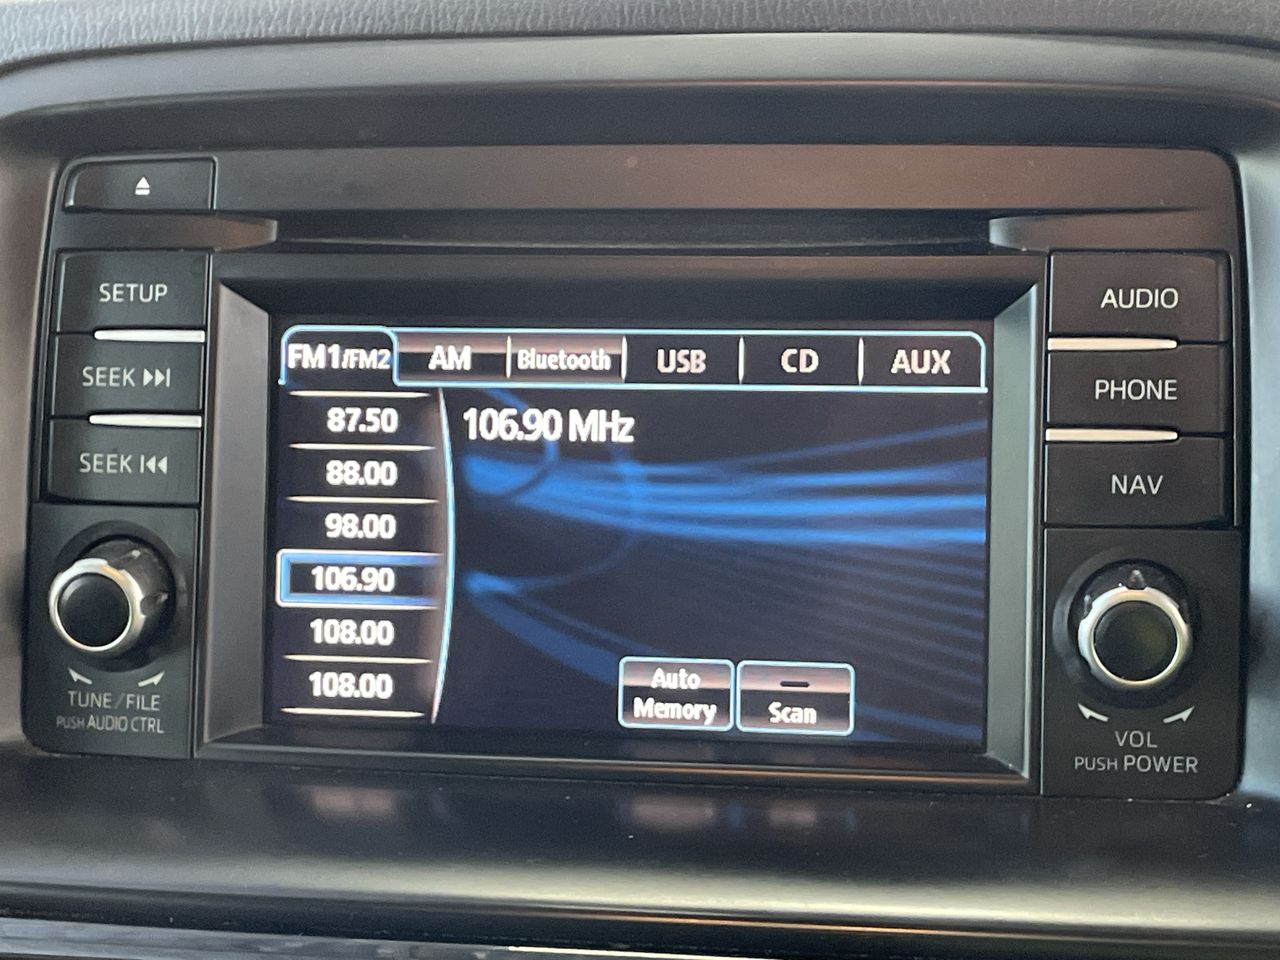 SETUP
SEEK
SEEK
TUNE/FILE
PUSH AUDIO CTRL
FM1/FM2 AM Bluetooth USB CD AUX
87.50
88.00
98.00
106.90
108.00
108.00
106.90 MHz
Auto
Memory
Scan
AUDIO
PHONE
NAV
VOL
PUSH POWER